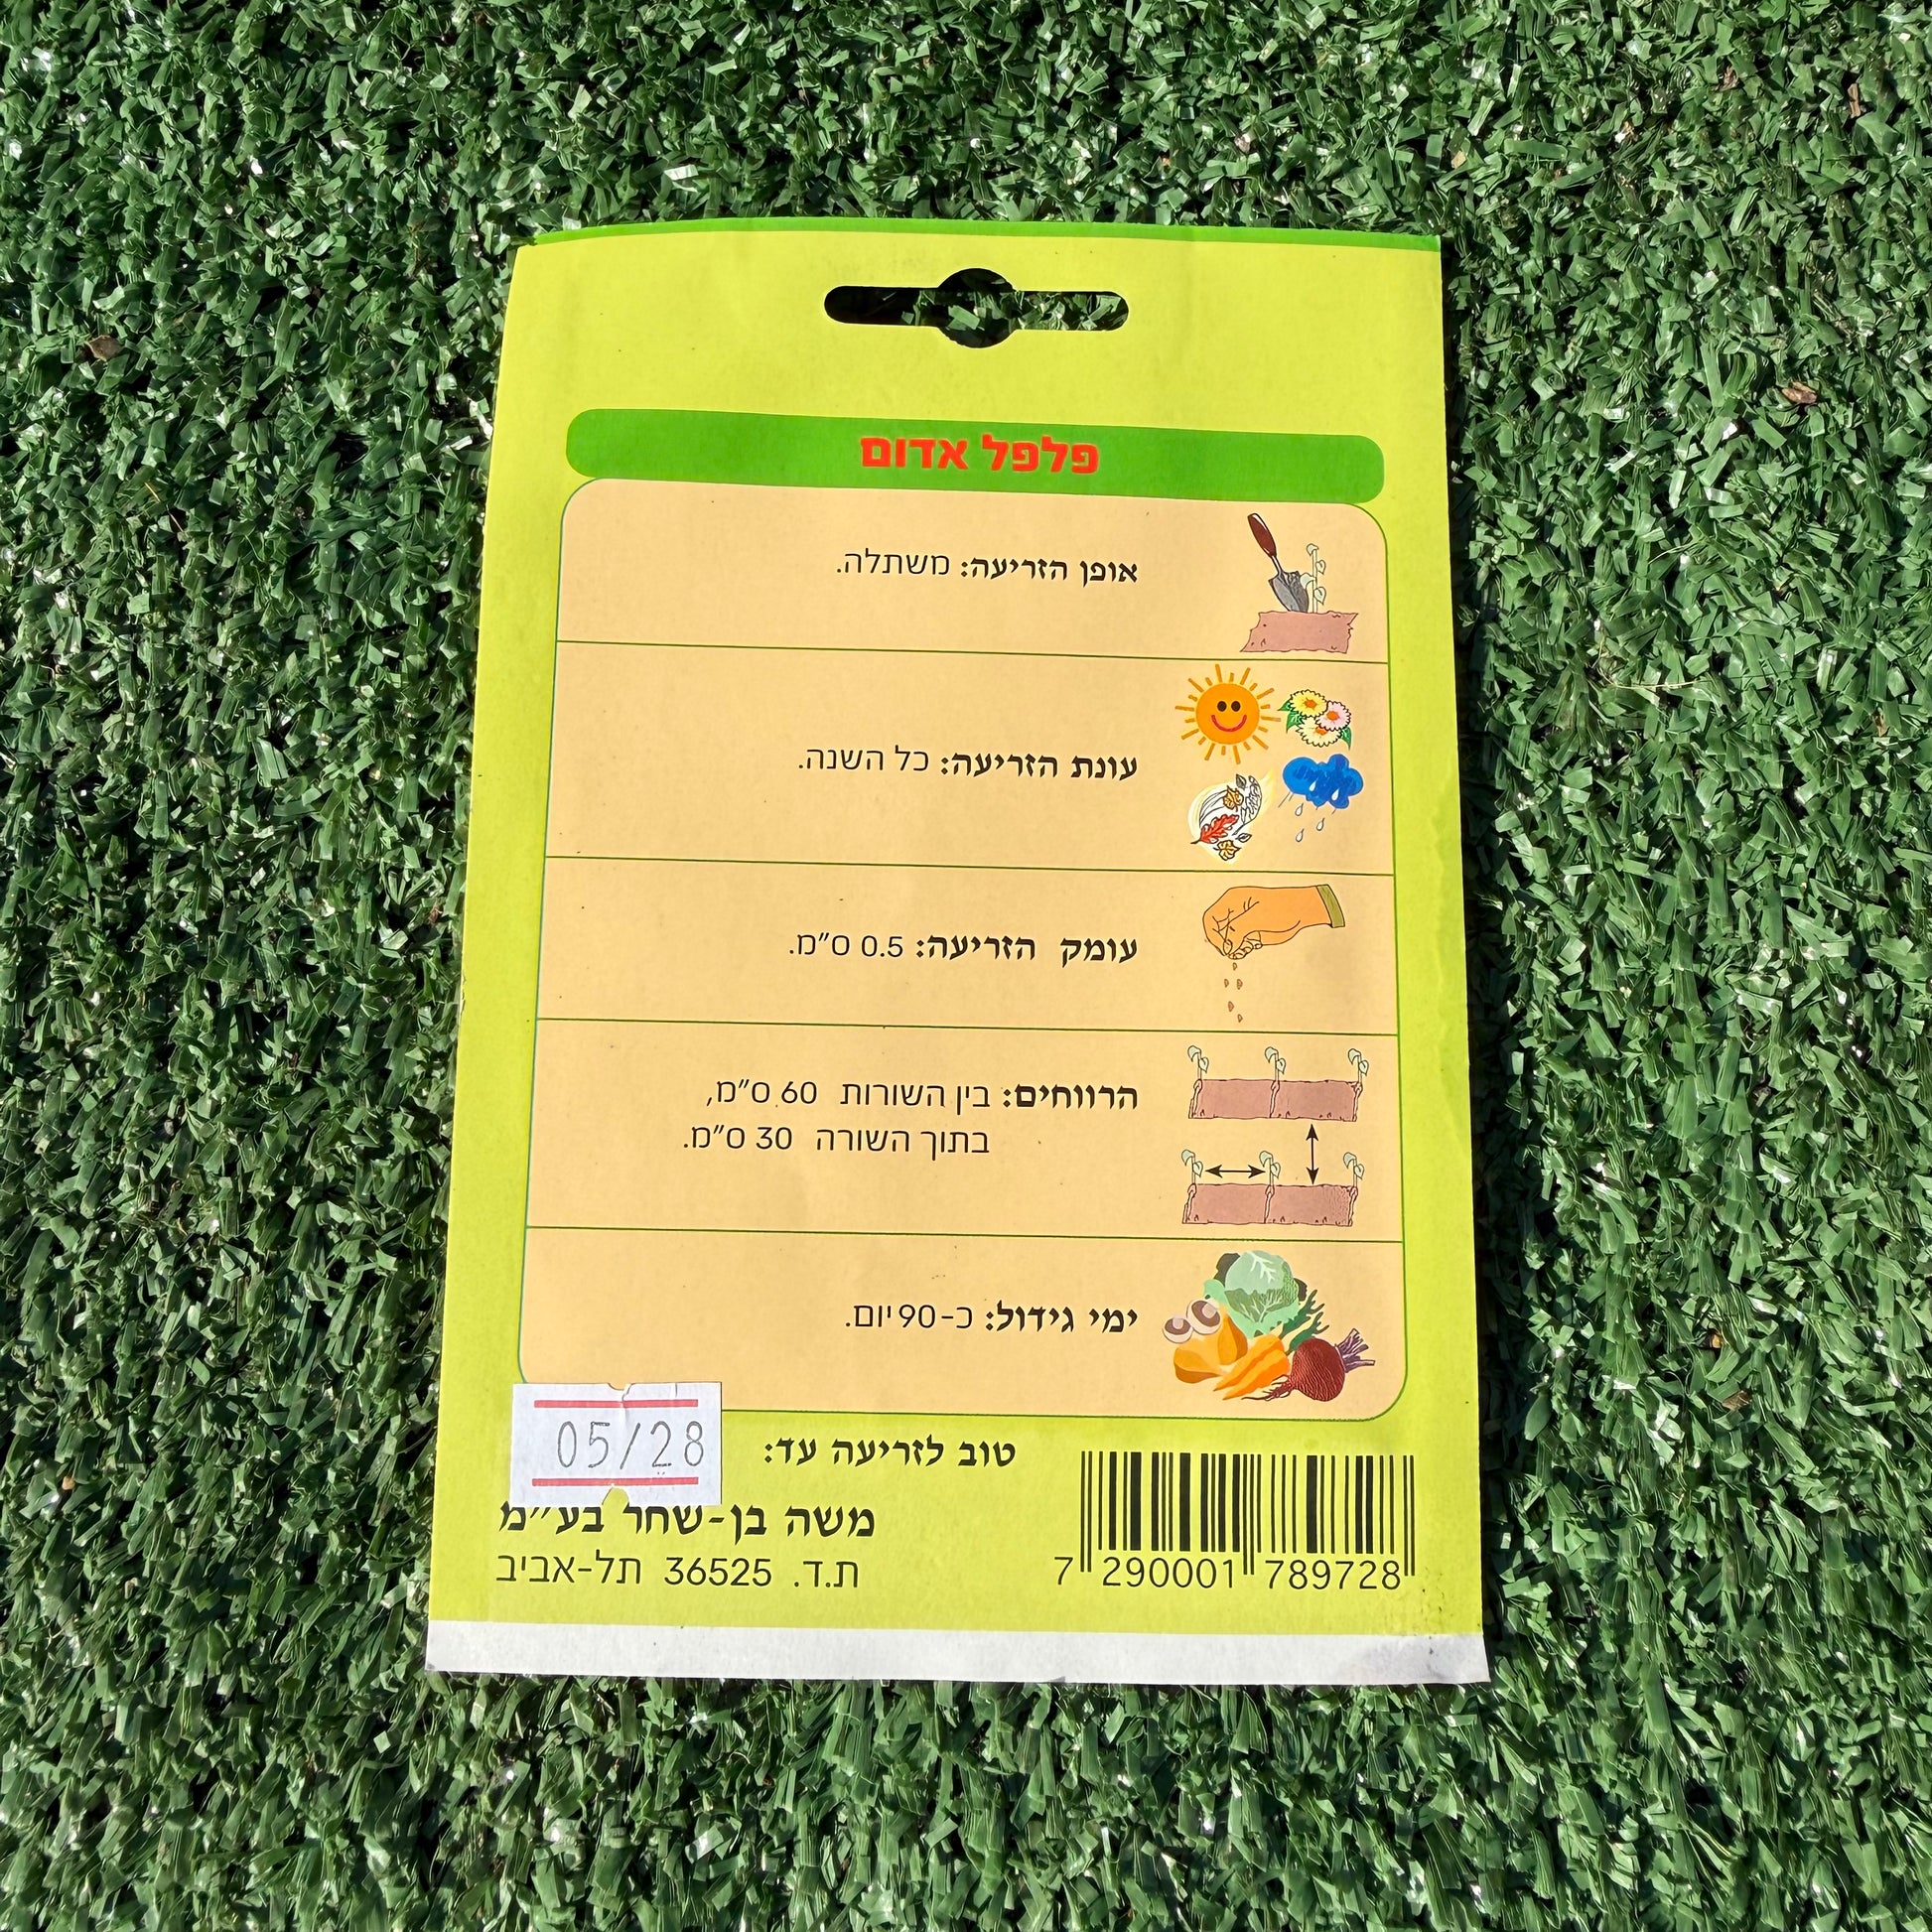 פלפל אדום
אופן הזריעה: משתלה.
עונת הזריעה: כל השנה.
עומק הזריעה: 0.5 ס"מ.
הרווחים: בין השורות 60 ס"מ,
בתוך השורה 30 ס"מ.
ימי גידול: כ-90 יום.
טוב לזריעה עד: 05/28
משה בן-שחר בע"מ
ת.ד. 36525 תל-אביב
7 290001 789728